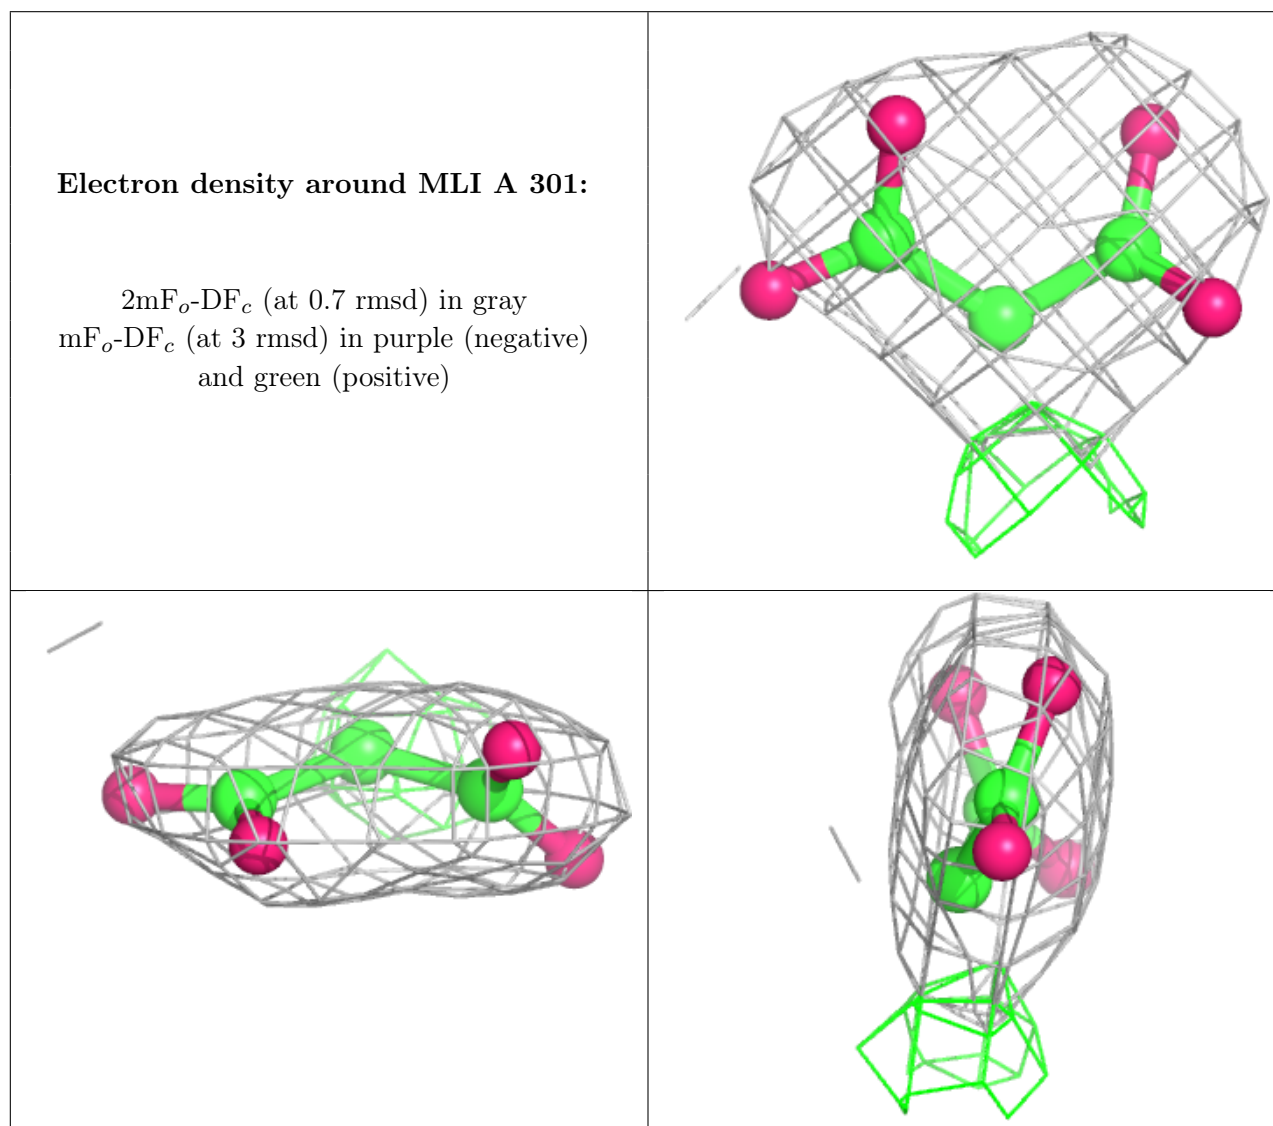 Electron density around MLI A 301:
2mFo-DFc (at 0.7 rmsd) in gray
mFo-DFc (at 3 rmsd) in purple (negative)
and green (positive)